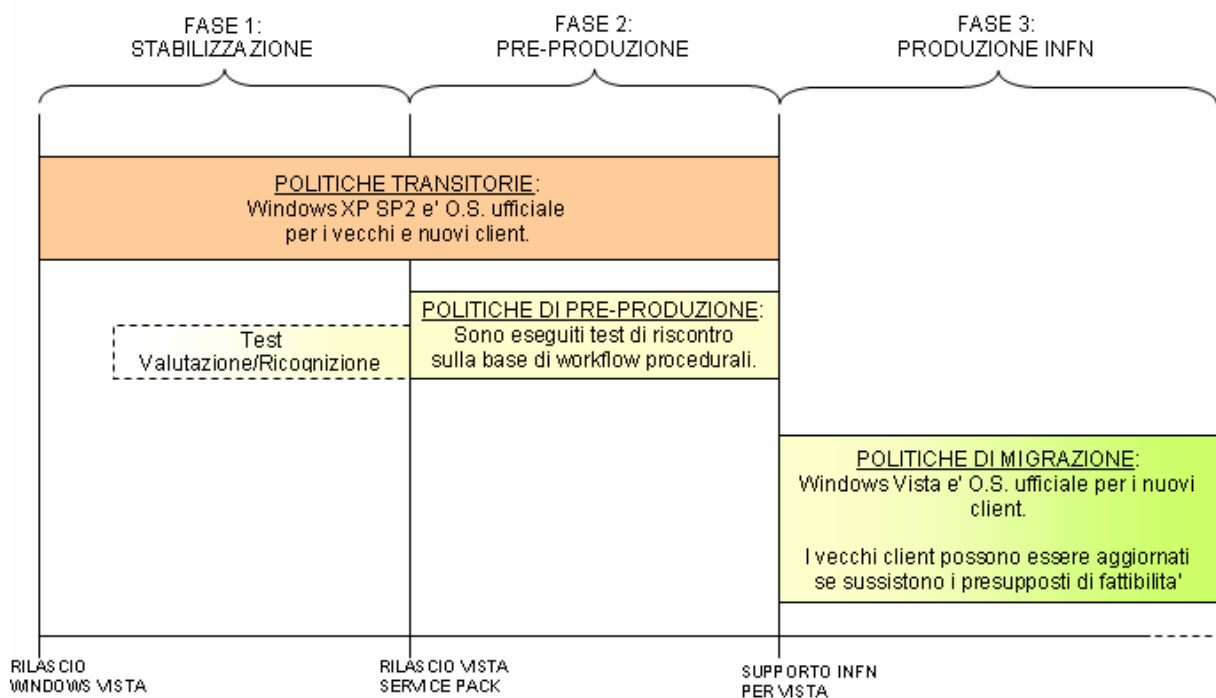 FASE 1:
STABILIZZAZIONE
FASE 2:
PRE-PRODUZIONE
FASE 3:
PRODUZIONE INFN
POLITICHE TRANSITORIE:
Windows XP SP2 e' O.S. ufficiale
per i vecchi e nuovi client.
POLITICHE DI PRE-PRODUZIONE:
Sono eseguiti test di riscontro
sulla base di workflow procedurali.
Test
Valutazione/Ricognizione
POLITICHE DI MIGRAZIONE:
Windows Vista e' O.S. ufficiale per i nuovi
client.
I vecchi client possono essere aggiornati
se sussistono i presupposti di fattibilita'
RILASCIO
WINDOWS VISTA
RILASCIO VISTA
SERVICE PACK
SUPPORTO INFN
PER VISTA